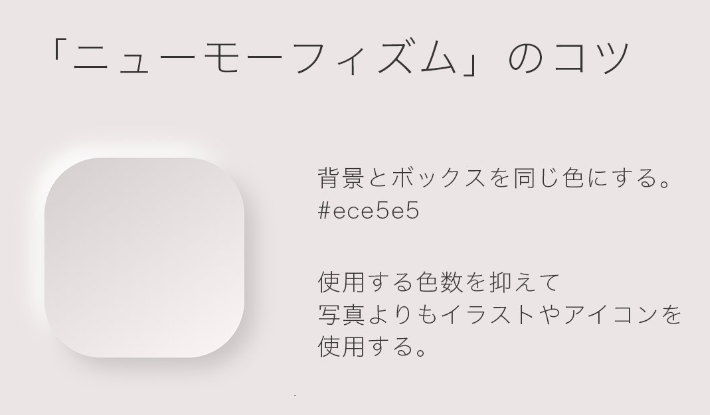 「ニューモーフィズム」のコツ
背景とボックスを同じ色にする。
#ece5e5
使用する色数を抑えて
写真よりもイラストやアイコンを
使用する。